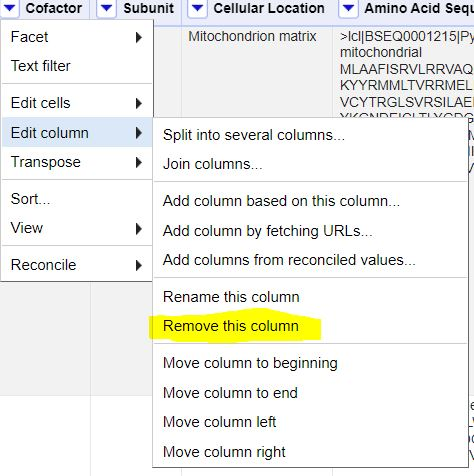 Cofactor Subunit Cellular Location Amino Acid Sequ
Facet
Text filter
Edit cells
Edit column
Transpose
Sort...
View
Reconcile
Mitochondrion matrix
>lcl|BSEQ0001215|Py
mitochondrial
MLAAFISRVLRRVAQ
KYYRMMLTVRRMEL
VCYTRGLSVRSILAE
Split into several columns...
Join columns...
Add column based on this column...
Add column by fetching URLs...
Add columns from reconciled values...
Rename this column
Remove this column
Move column to beginning
Move column to end
Move column left
Move column right